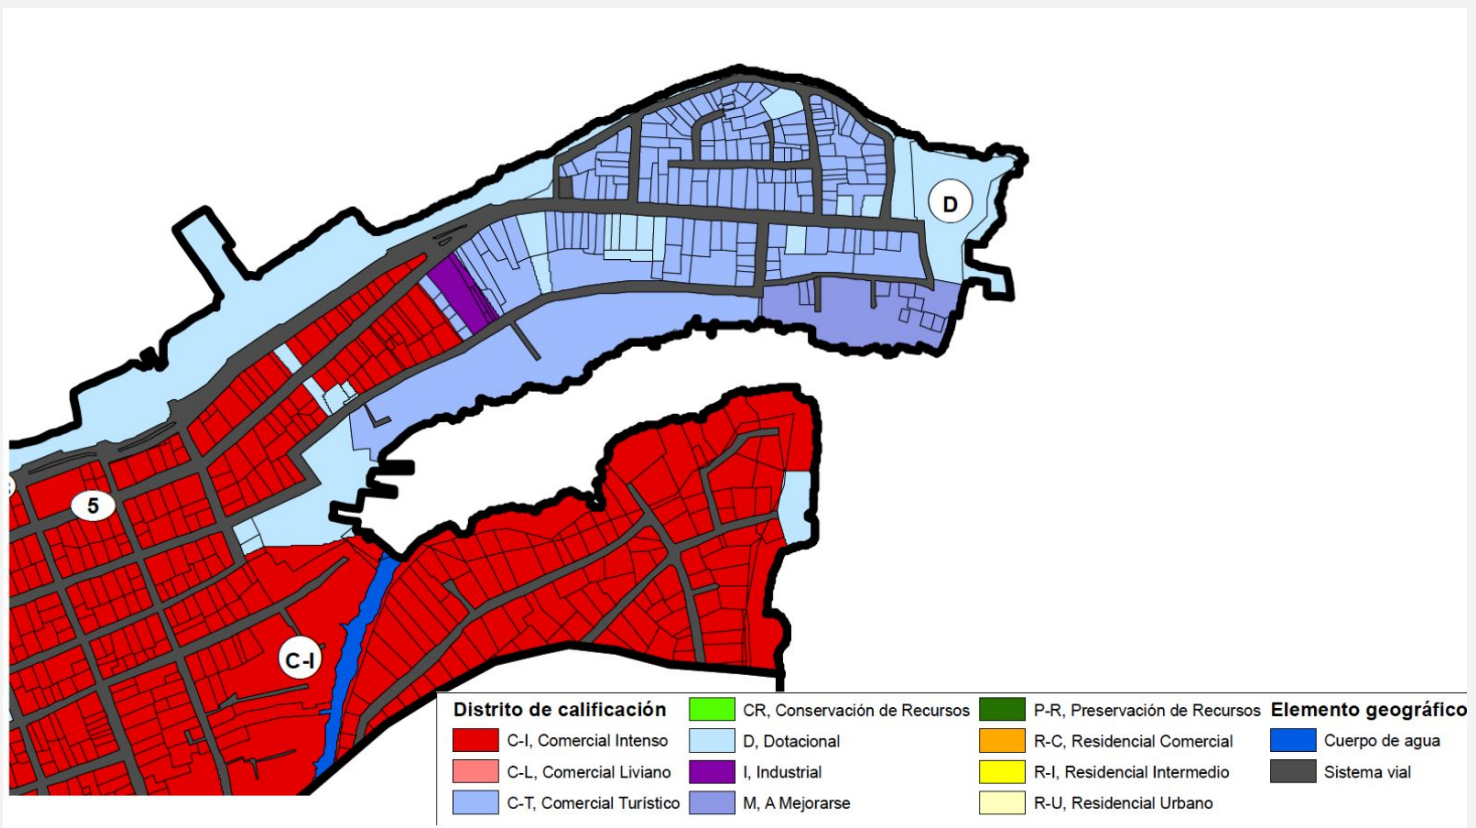 D
5
C-I
Distrito de calificación
C-I, Comercial Intenso
C-L, Comercial Liviano
C-T, Comercial Turístico
CR, Conservación de Recursos
D, Dotacional
I, Industrial
M, A Mejorarse
P-R, Preservación de Recursos
R-C, Residencial Comercial
R-I, Residencial Intermedio
R-U, Residencial Urbano
Elemento geográfico
Cuerpo de agua
Sistema vial